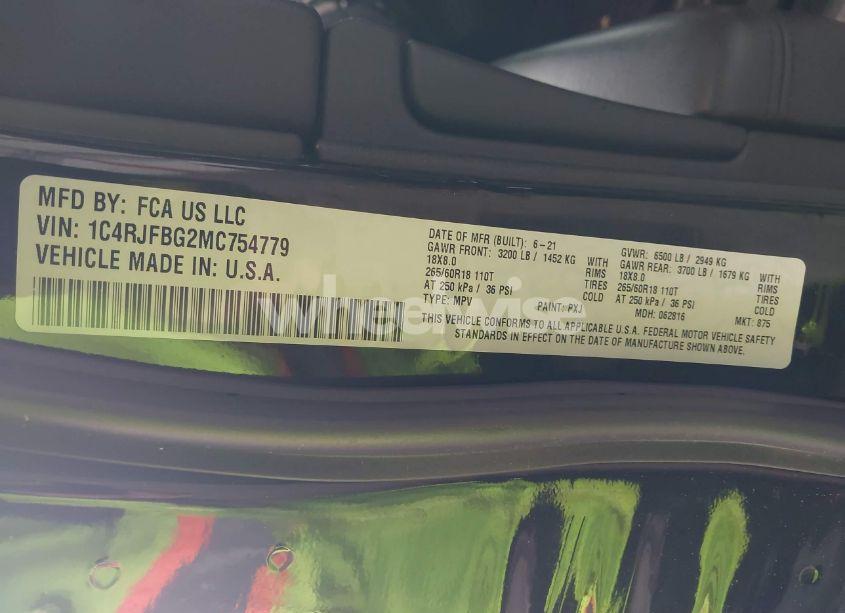 MFD BY: FCA US LLC
VIN: 1C4RJFBG2MC754779
VEHICLE MADE IN: U.S.A.
DATE OF MFR (BUILT): 6-21
GAWR FRONT: 3200 LB / 1452 KG WITH
18X8.0 RIMS
265/60R18 110T TIRES
AT 250 kPa / 36 PSI COLD
TYPE: MPV PAINT: PXJ
GVWR: 6500 LB / 2949 KG
GAWR REAR: 3700 LB / 1679 KG WITH
18X8.0 RIMS
265/60R18 110T TIRES
AT 250 kPa / 36 PSI COLD
MDH: 062816 MKT: 875
THIS VEHICLE CONFORMS TO ALL APPLICABLE U.S.A. FEDERAL MOTOR VEHICLE SAFETY
STANDARDS IN EFFECT ON THE DATE OF MANUFACTURE SHOWN ABOVE.
wheelwise